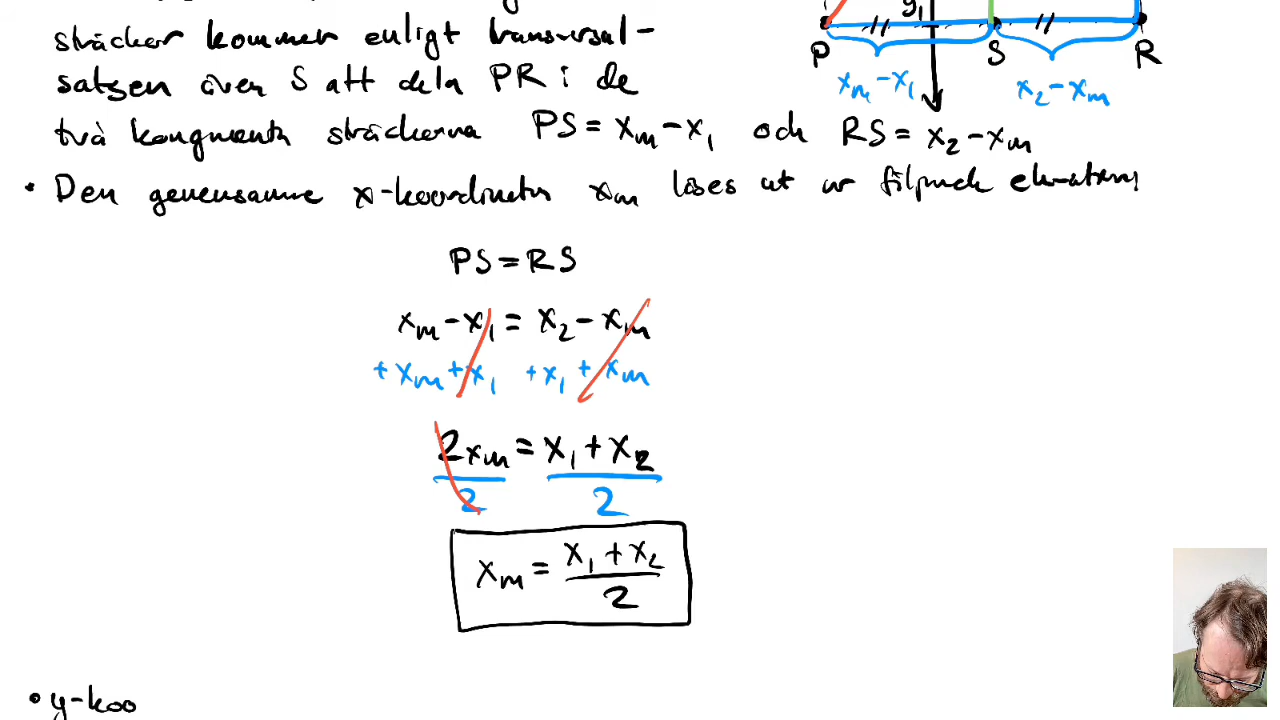 sträckor kommer enligt transversal-
satsen över S att dela PR i de
två kongruenta sträckorna PS = xₘ - x₁ och RS = x₂ - xₘ
• Den gemensamma x-koordinaten xₘ löses ut ur följande ekvation
y₁
P S R
xₘ - x₁ x₂ - xₘ
PS = RS
xₘ - x₁ = x₂ - xₘ
+ xₘ + x₁ + x₁ + xₘ
2xₘ = x₁ + x₂
2 2
xₘ = (x₁ + x₂)/2
• y-koo